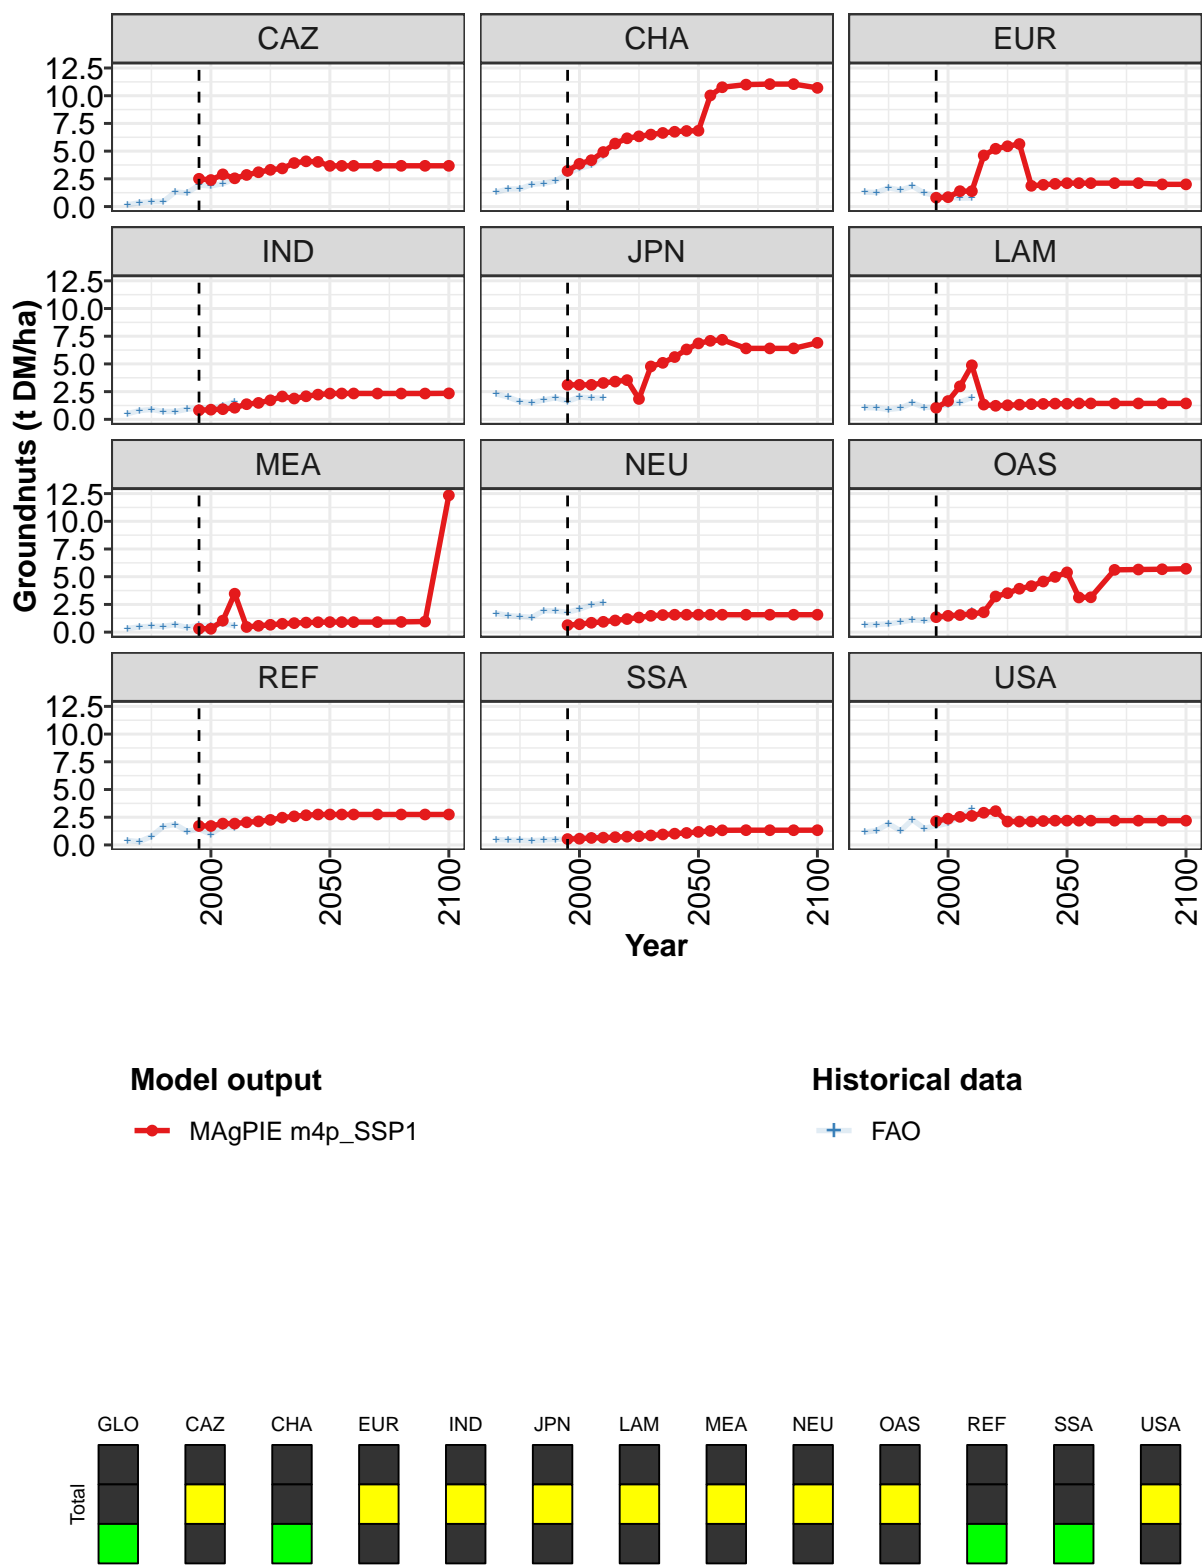 CAZ CHA EUR
12.5
10.0
7.5
5.0
2.5
0.0
IND JPN LAM
12.5
10.0
7.5
5.0
2.5
0.0
Groundnuts (t DM/ha)
MEA NEU OAS
12.5
10.0
7.5
5.0
2.5
0.0
REF SSA USA
12.5
10.0
7.5
5.0
2.5
0.0
2000 2050 2100 2000 2050 2100 2000 2050 2100
Year
Model output Historical data
MAgPIE m4p_SSP1 FAO
GLO CAZ CHA EUR IND JPN LAM MEA NEU OAS REF SSA USA
Total